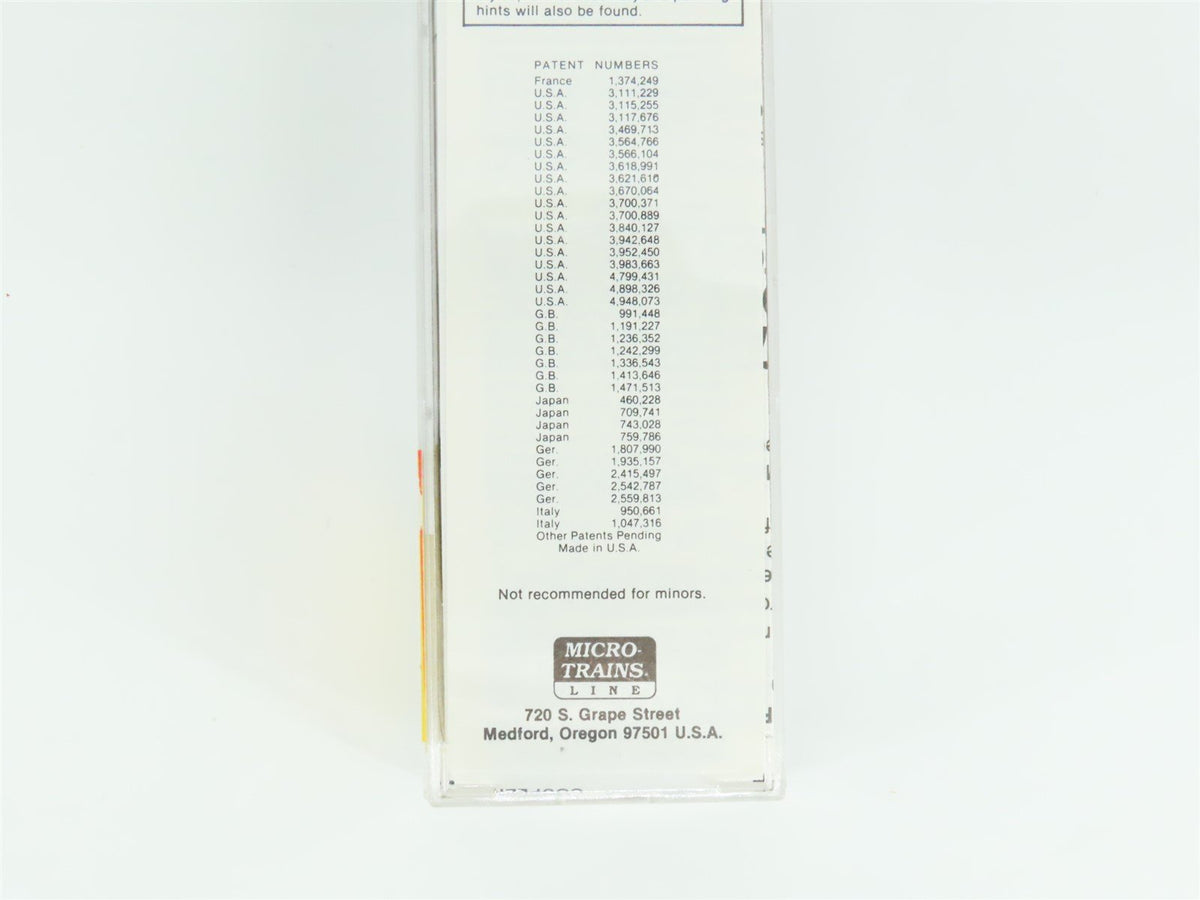 hints will also be found.
PATENT NUMBERS
France 1,374,249
U.S.A. 3,111,229
U.S.A. 3,115,255
U.S.A. 3,117,676
U.S.A. 3,469,713
U.S.A. 3,564,766
U.S.A. 3,566,104
U.S.A. 3,618,991
U.S.A. 3,621,610
U.S.A. 3,670,064
U.S.A. 3,700,371
U.S.A. 3,700,889
U.S.A. 3,840,127
U.S.A. 3,942,648
U.S.A. 3,952,450
U.S.A. 3,983,663
U.S.A. 4,799,431
U.S.A. 4,898,326
U.S.A. 4,948,073
G.B. 991,448
G.B. 1,191,227
G.B. 1,236,352
G.B. 1,242,299
G.B. 1,336,543
G.B. 1,413,646
G.B. 1,471,513
Japan 460,228
Japan 709,741
Japan 743,028
Japan 759,786
Ger. 1,807,990
Ger. 1,935,157
Ger. 2,415,497
Ger. 2,542,787
Ger. 2,559,813
Italy 950,661
Italy 1,047,316
Other Patents Pending
Made in U.S.A.
Not recommended for minors.
MICRO-
TRAINS®
LINE
720 S. Grape Street
Medford, Oregon 97501 U.S.A.